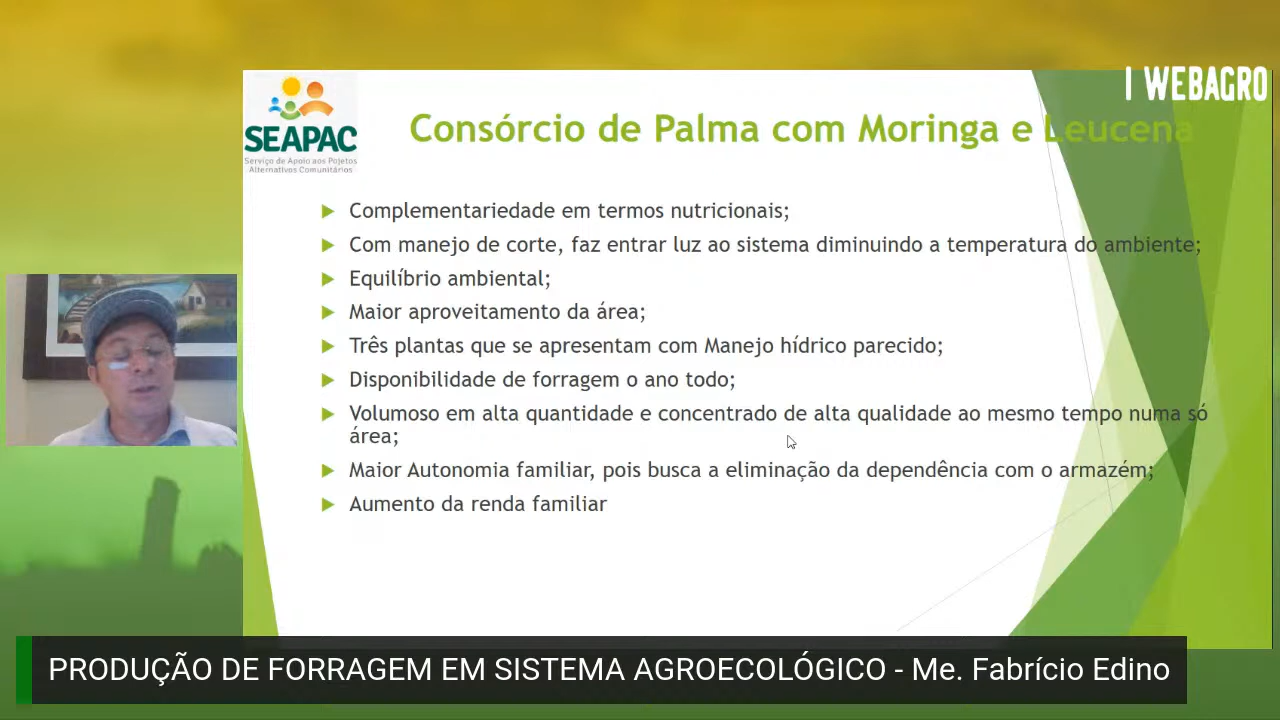 I WEBAGRO
SEAPAC
Serviço de Apoio aos Pojetos
Alternativos Comunitários
Consórcio de Palma com Moringa e Leucena
Complementariedade em termos nutricionais;
Com manejo de corte, faz entrar luz ao sistema diminuindo a temperatura do ambiente;
Equilíbrio ambiental;
Maior aproveitamento da área;
Três plantas que se apresentam com Manejo hídrico parecido;
Disponibilidade de forragem o ano todo;
Volumoso em alta quantidade e concentrado de alta qualidade ao mesmo tempo numa só
área;
Maior Autonomia familiar, pois busca a eliminação da dependência com o armazém;
Aumento da renda familiar
PRODUÇÃO DE FORRAGEM EM SISTEMA AGROECOLÓGICO - Me. Fabrício Edino